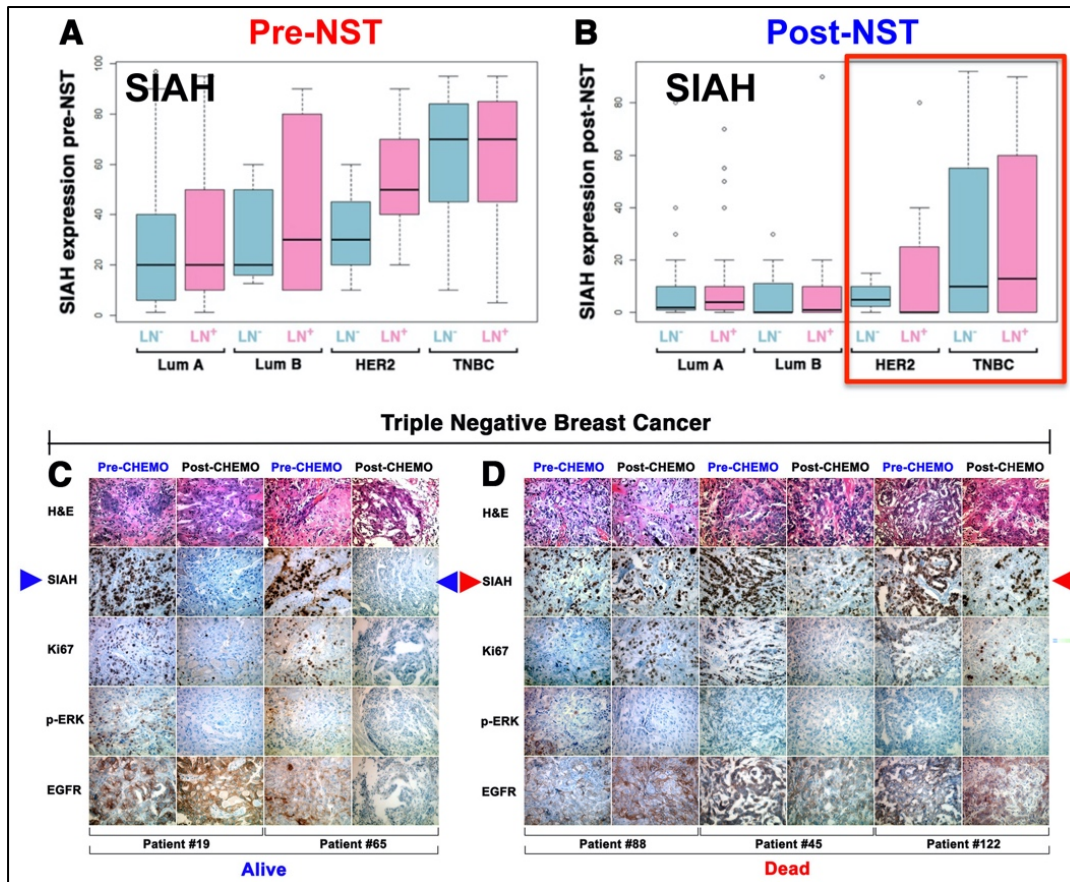 A Pre-NST
SIAH
SIAH expression pre-NST
100
80
60
40
20
0
LN⁻ LN⁺ LN⁻ LN⁺ LN⁻ LN⁺ LN⁻ LN⁺
Lum A Lum B HER2 TNBC
B Post-NST
SIAH
SIAH expression post-NST
80
60
40
20
0
LN⁻ LN⁺ LN⁻ LN⁺ LN⁻ LN⁺ LN⁻ LN⁺
Lum A Lum B HER2 TNBC
Triple Negative Breast Cancer
C Pre-CHEMO Post-CHEMO Pre-CHEMO Post-CHEMO
H&E
SIAH
Ki67
p-ERK
EGFR
Patient #19 Patient #65
Alive
D Pre-CHEMO Post-CHEMO Pre-CHEMO Post-CHEMO Pre-CHEMO Post-CHEMO
H&E
SIAH
Ki67
p-ERK
EGFR
Patient #88 Patient #45 Patient #122
Dead